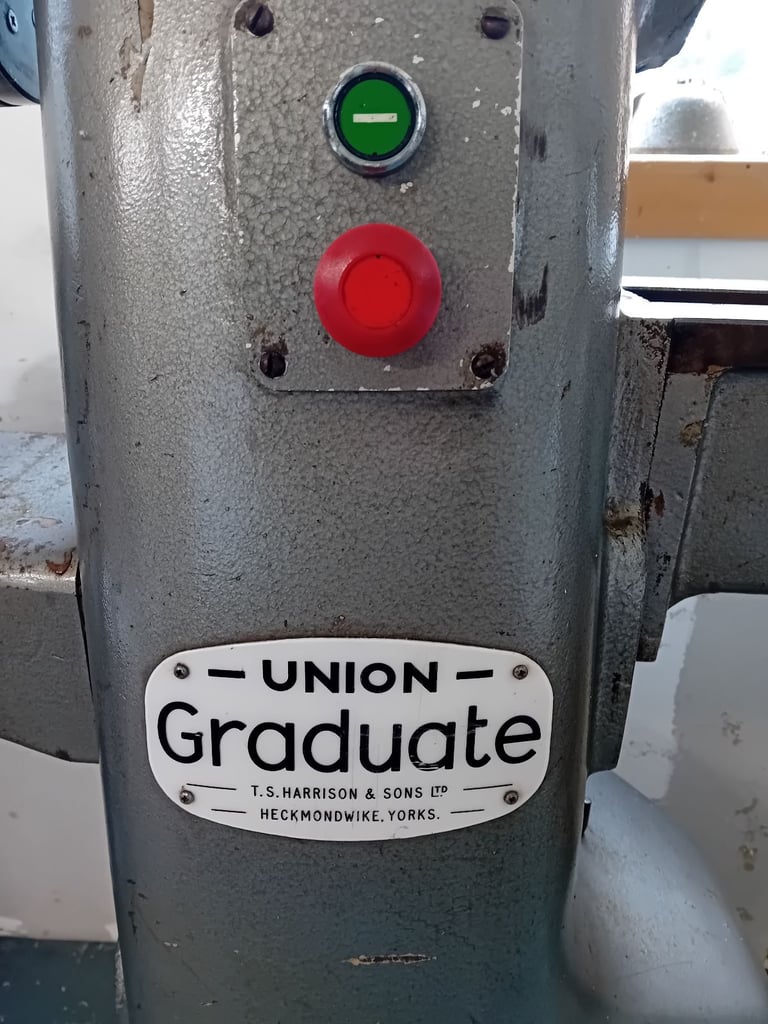 UNION
Graduate
T.S. HARRISON & SONS LTD
HECKMONDWIKE, YORKS.